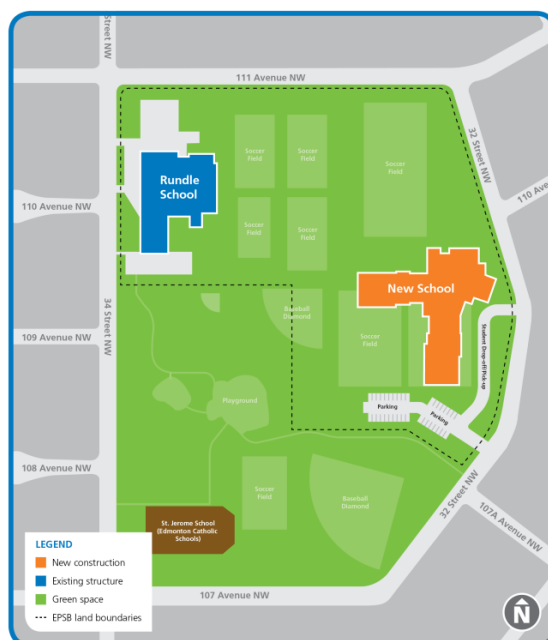 34 Street NW
111 Avenue NW
32 Street NW
Rundle
School
Soccer
Field
Soccer
Field
Soccer
Field
110 Avenue NW
110 Ave
Soccer
Field
Soccer
Field
New School
34 Street NW
Baseball
Diamond
Soccer
Field
109 Avenue NW
Student Drop-off/Pick-up
Playground
Parking
Parking
108 Avenue NW
Soccer
Field
Baseball
Diamond
32 Street NW
107A Avenue NW
St. Jerome School
(Edmonton Catholic
Schools)
LEGEND
New construction
Existing structure
Green space
EPSB land boundaries
107 Avenue NW
N